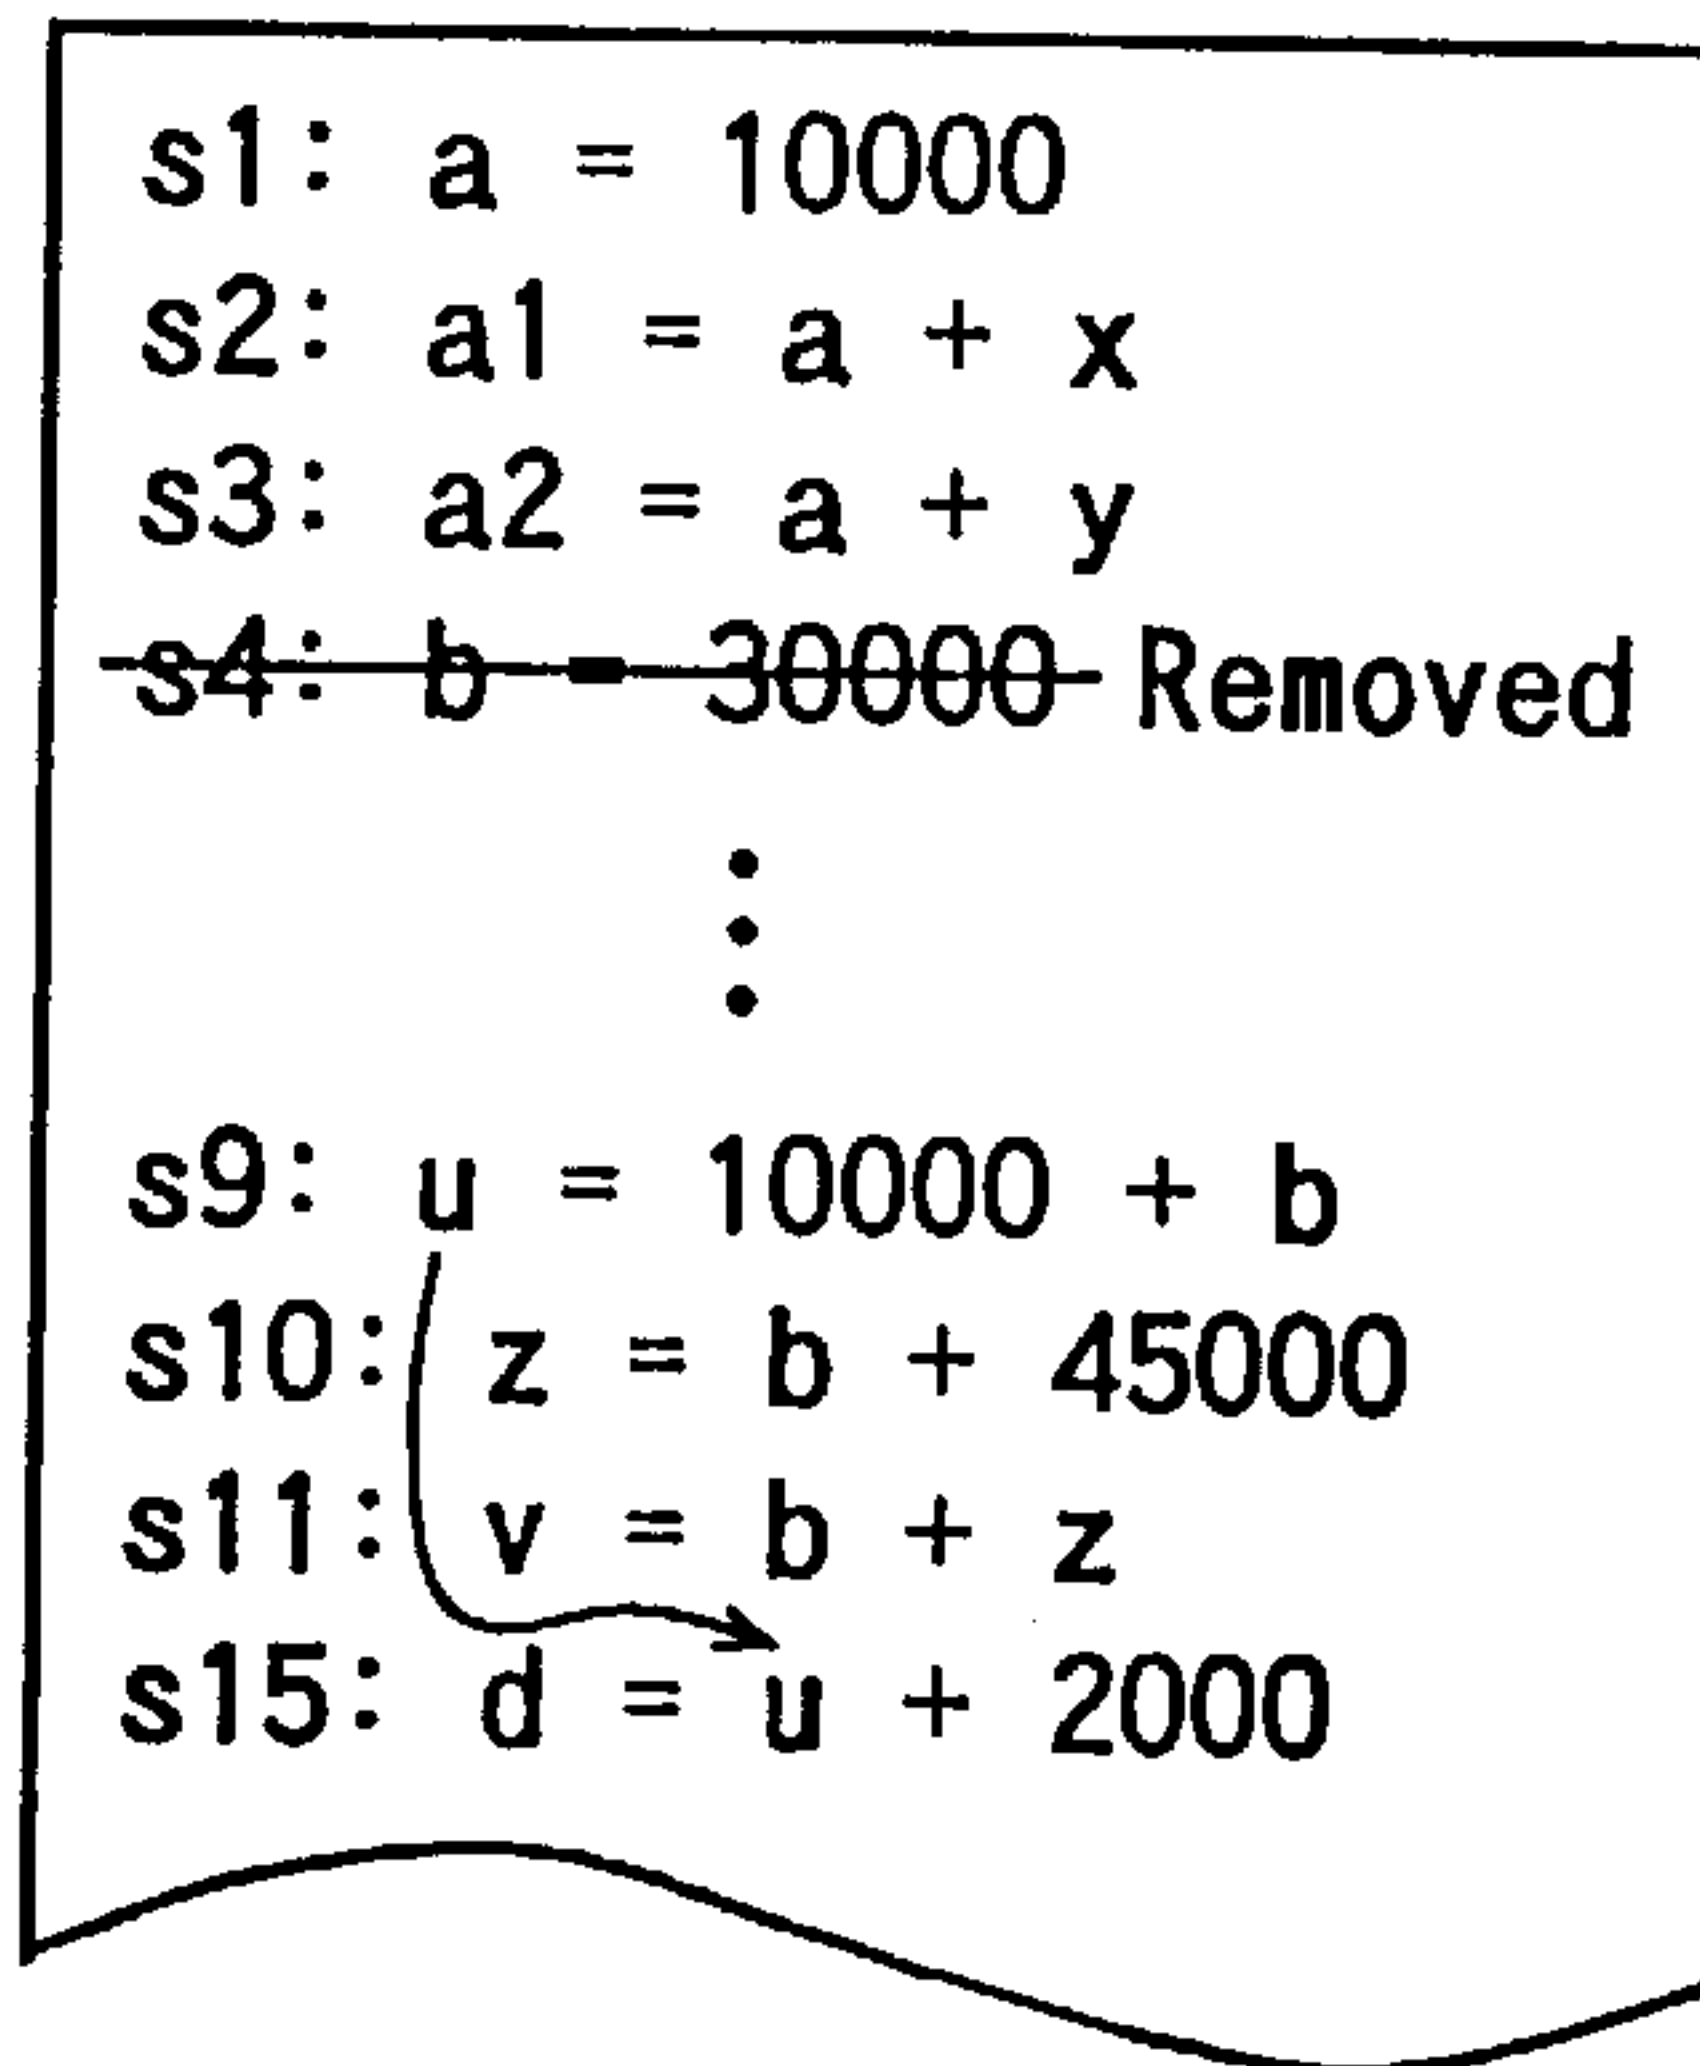 s1: a = 10000
s2: a1 = a + x
s3: a2 = a + y
s4: b = 30000 Removed
s9: u = 10000 + b
s10: z = b + 45000
s11: v = b + z
s15: d = u + 2000